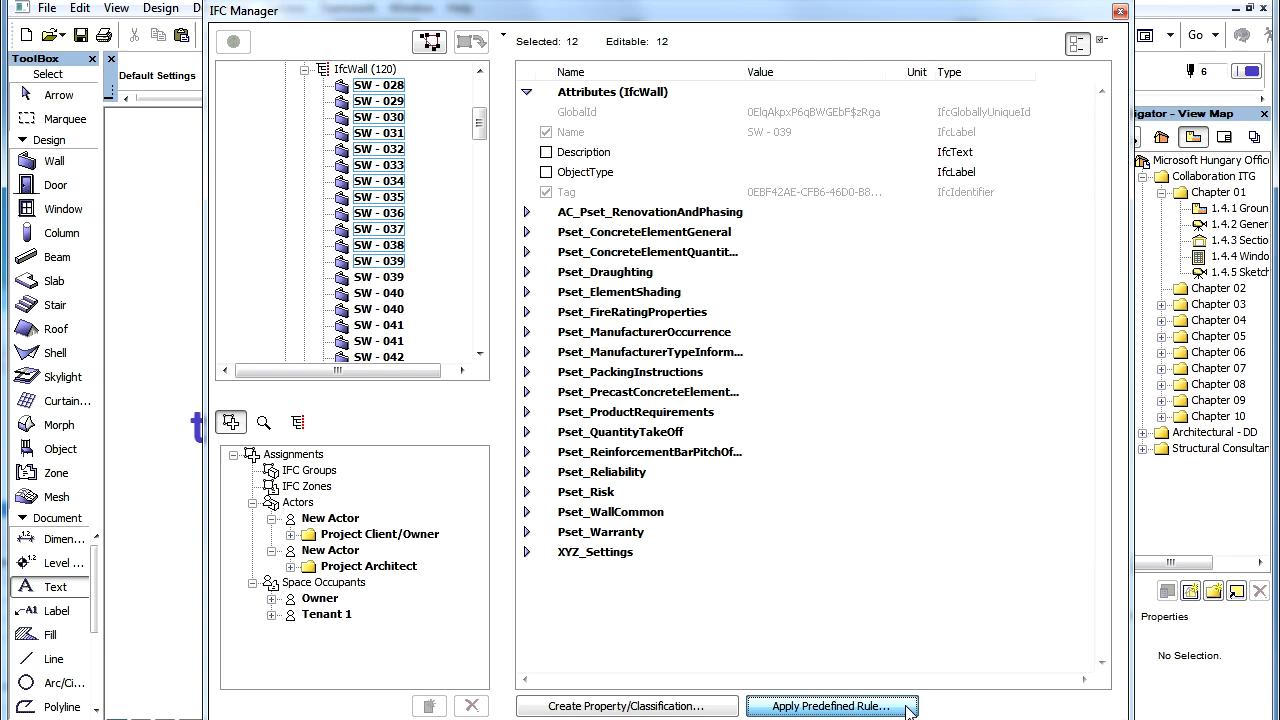 File Edit View Design
IFC Manager
ToolBox
Select
Arrow
Marquee
Design
Wall
Door
Window
Column
Beam
Slab
Stair
Roof
Shell
Skylight
Curtain...
Morph
Object
Zone
Mesh
Document
Dimen...
Level ...
Text
Label
Fill
Line
Arc/Ci...
Polyline
Default Settings
t
IfcWall (120)
SW - 028
SW - 029
SW - 030
SW - 031
SW - 032
SW - 033
SW - 034
SW - 035
SW - 036
SW - 037
SW - 038
SW - 039
SW - 039
SW - 040
SW - 040
SW - 041
SW - 041
SW - 042
Assignments
IFC Groups
IFC Zones
Actors
New Actor
Project Client/Owner
New Actor
Project Architect
Space Occupants
Owner
Tenant 1
Selected: 12 Editable: 12
Name Value Unit Type
Attributes (IfcWall)
GlobalId 0ElqAkpxP6qBWGEbF$zRga IfcGloballyUniqueId
Name SW - 039 IfcLabel
Description IfcText
ObjectType IfcLabel
Tag 0EBF42AE-CFB6-46D0-B8... IfcIdentifier
AC_Pset_RenovationAndPhasing
Pset_ConcreteElementGeneral
Pset_ConcreteElementQuantit...
Pset_Draughting
Pset_ElementShading
Pset_FireRatingProperties
Pset_ManufacturerOccurrence
Pset_ManufacturerTypeInform...
Pset_PackingInstructions
Pset_PrecastConcreteElement...
Pset_ProductRequirements
Pset_QuantityTakeOff
Pset_ReinforcementBarPitchOf...
Pset_Reliability
Pset_Risk
Pset_WallCommon
Pset_Warranty
XYZ_Settings
Create Property/Classification...
Apply Predefined Rule...
Go
6
igator - View Map
Microsoft Hungary Offic
Collaboration ITG
Chapter 01
1.4.1 Groun
1.4.2 Gener
1.4.3 Sectio
1.4.4 Windo
1.4.5 Sketch
Chapter 02
Chapter 03
Chapter 04
Chapter 05
Chapter 06
Chapter 07
Chapter 08
Chapter 09
Chapter 10
Architectural - DD
Structural Consultan
Properties
No Selection.